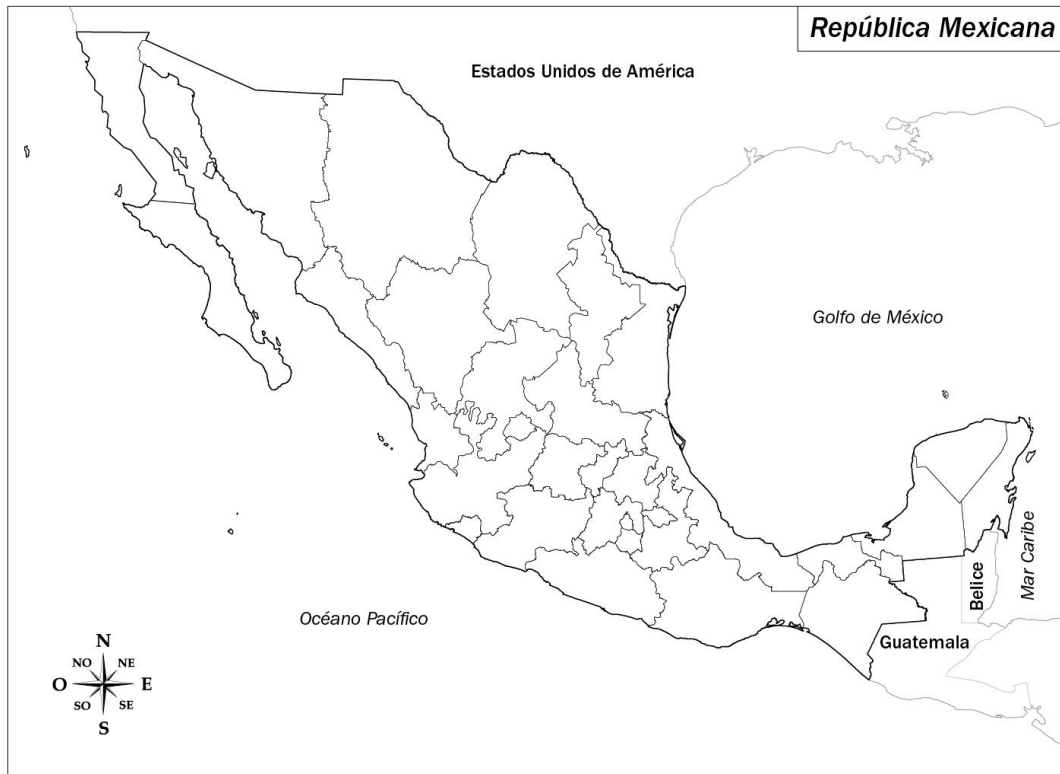 República Mexicana
Estados Unidos de América
Golfo de México
Mar Caribe
Belice
Océano Pacífico
Guatemala
N
NO NE
O E
SO SE
S